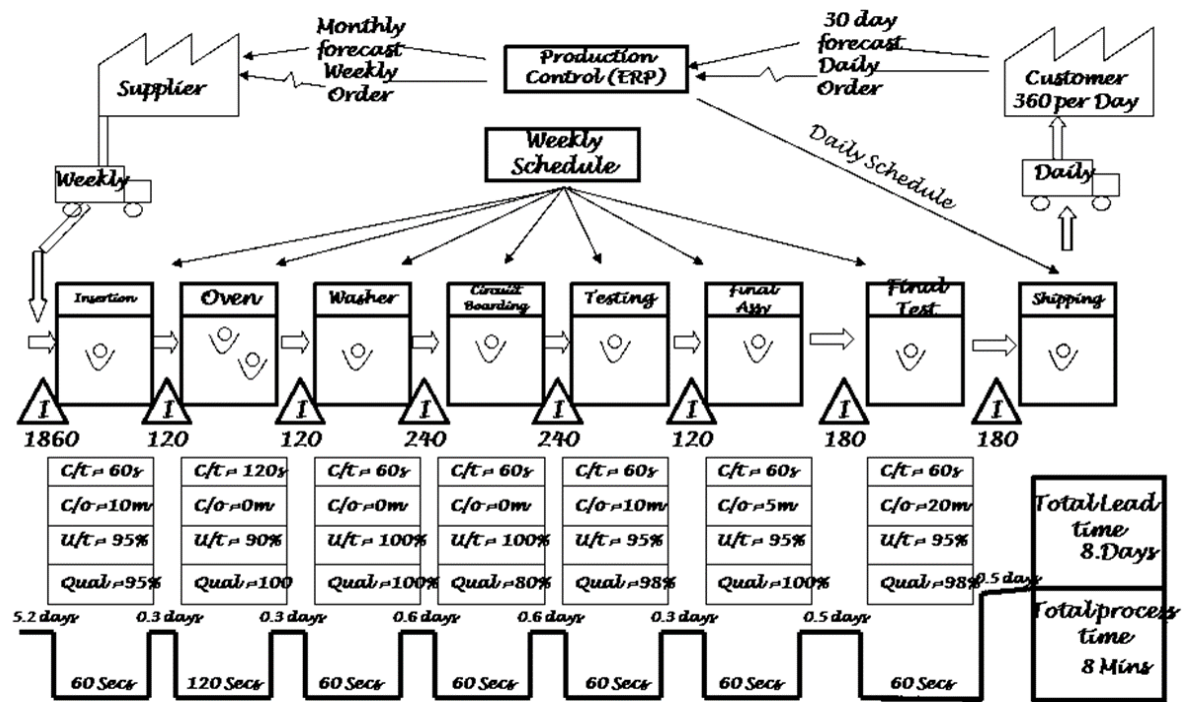 Monthly
forecast
Weekly
Order
Supplier
Production
Control (ERP)
30 day
forecast
Daily
Order
Customer
360 per Day
Weekly
Schedule
Daily Schedule
Weekly
Daily
Insertion
Oven
Washer
Circuit
Boarding
Testing
Final
Assy
Final
Test
Shipping
I I I I I I I I
1860 120 120 240 240 120 180 180
C/t = 60s C/t = 120s C/t = 60s C/t = 60s C/t = 60s C/t = 60s C/t = 60s
C/o =10m C/o =0m C/o =0m C/o =0m C/o =10m C/o =5m C/o =20m
U/t = 95% U/t = 90% U/t = 100% U/t = 100% U/t = 95% U/t = 95% U/t = 95%
Qual =95% Qual =100 Qual =100% Qual =80% Qual =98% Qual =100% Qual =98%
5.2 days 0.3 days 0.3 days 0.6 days 0.6 days 0.3 days 0.5 days 0.5 days
60 Secs 120 Secs 60 Secs 60 Secs 60 Secs 60 Secs 60 Secs
Total Lead
time
8.Days
Total process
time
8 Mins